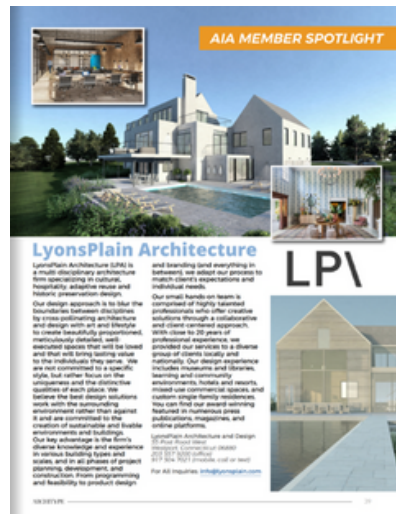 AIA MEMBER SPOTLIGHT
LyonsPlain Architecture
LyonsPlain Architecture (LPA) is
a multi disciplinary architecture
firm specializing in cultural,
hospitality, adaptive reuse and
historic preservation design.
Our design approach is to blur the
boundaries between disciplines
by cross-pollinating architecture
and design with art and lifestyle
to create beautifully proportioned,
meticulously detailed, well-
executed spaces that will be loved
and that will bring lasting value
to the individuals they serve. We
are not committed to a specific
style, but rather focus on the
uniqueness and the distinctive
qualities of each place. We
believe the best design solutions
work with the surrounding
environment rather than against
it and are committed to the
creation of sustainable and livable
environments and buildings.
Our key advantage is the firm's
diverse knowledge and experience
in various building types and
scales, and in all phases of project
planning, development, and
construction. From programming
and feasibility to product design
and branding (and everything in
between), we adapt our process to
match client's expectations and
individual needs.
Our small hands on team is
comprised of highly talented
professionals who offer creative
solutions through a collaborative
and client-centered approach.
With close to 20 years of
professional experience, we
provided our services to a diverse
group of clients locally and
nationally. Our design experience
includes museums and libraries,
learning and community
environments, hotels and resorts,
mixed use commercial spaces, and
custom single family residences.
You can find our award winning
featured in numerous press
publications, magazines, and
online platforms.
LyonsPlain Architecture and Design
Post Road West
Westport, Connecticut 06880
(office)
(mobile, call or text)
For All Inquiries: info@lyonsplain.com
LPA
ARCHITYPE